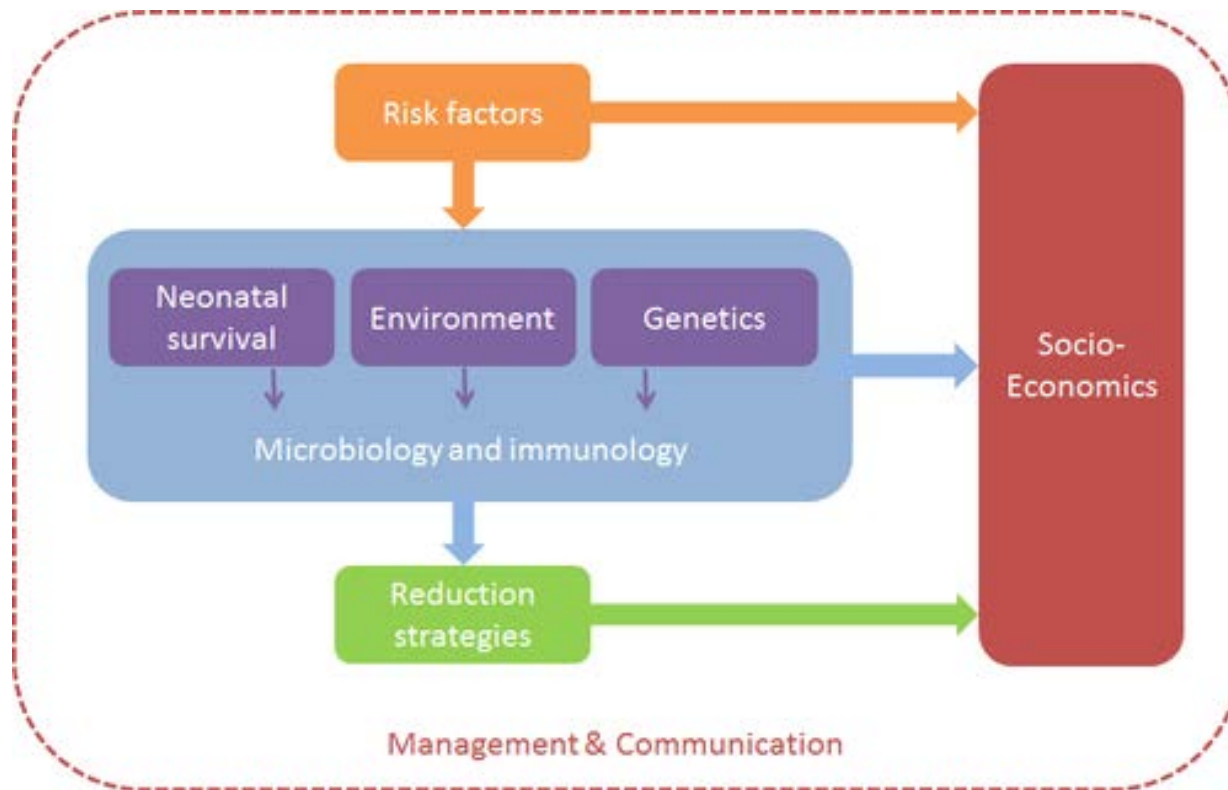 Risk factors
Neonatal
survival
Environment
Genetics
Microbiology and immunology
Socio-
Economics
Reduction
strategies
Management & Communication